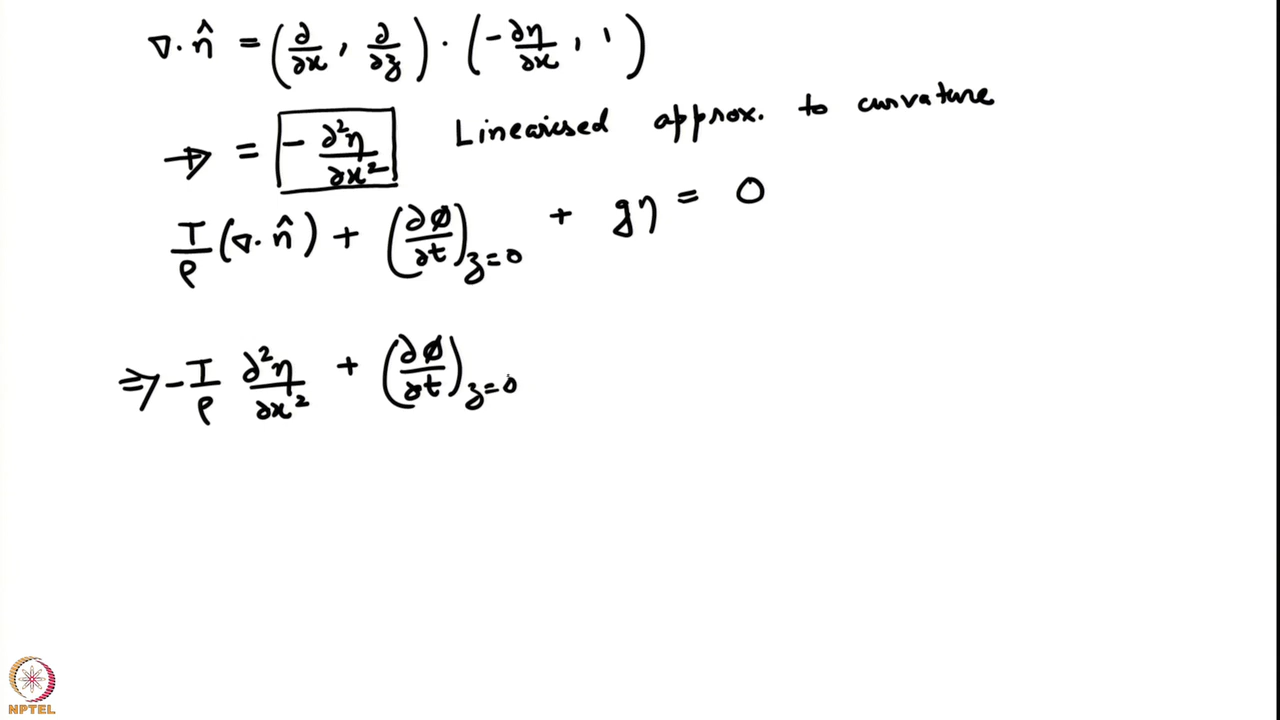 ∇·n̂ = (∂/∂x, ∂/∂z) · (-∂η/∂x, 1)
⇒ = -∂²η/∂x² Linearised approx. to curvature
T/ρ (∇·n̂) + (∂φ/∂t)_{z=0} + gη = 0
⇒ -T/ρ ∂²η/∂x² + (∂φ/∂t)_{z=0}
NPTEL